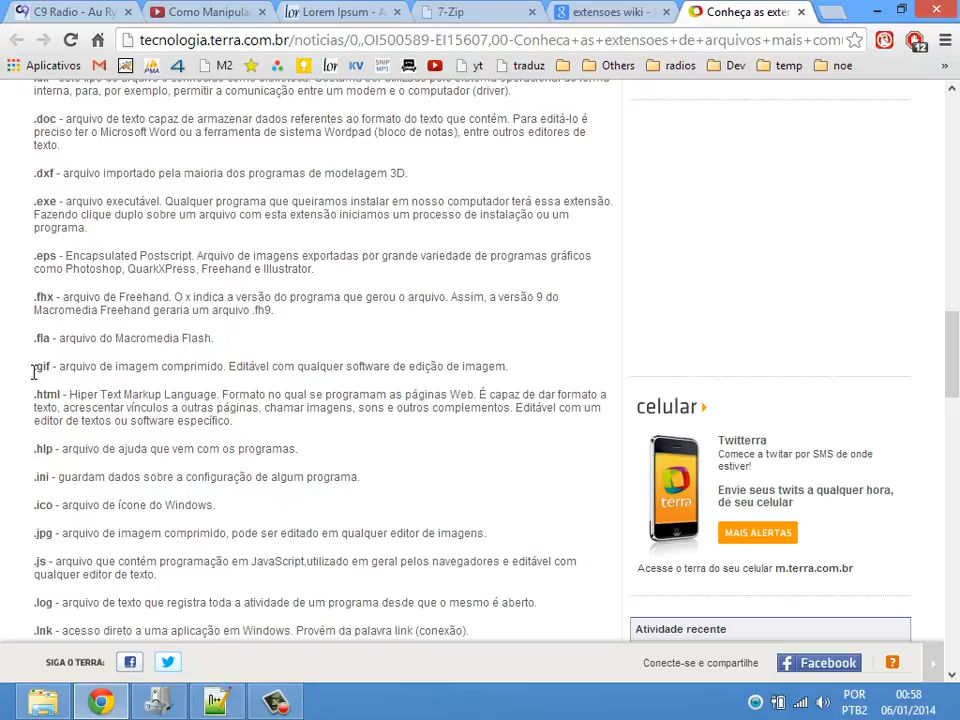 C9 Radio - Au Ry
Como Manipula
Lorem Ipsum - A
7-Zip
extensoes wiki -
Conheça as exter
tecnologia.terra.com.br/noticias/0,,OI500589-EI15607,00-Conheca+as+extensoes+de+arquivos+mais+com
12
Aplicativos
M2
yt
traduz
Others
radios
Dev
temp
noe
»
interna, para, por exemplo, permitir a comunicação entre um modem e o computador (driver).
.doc - arquivo de texto capaz de armazenar dados referentes ao formato do texto que contém. Para editá-lo é
preciso ter o Microsoft Word ou a ferramenta de sistema Wordpad (bloco de notas), entre outros editores de
texto.
.dxf - arquivo importado pela maioria dos programas de modelagem 3D.
.exe - arquivo executável. Qualquer programa que queiramos instalar em nosso computador terá essa extensão.
Fazendo clique duplo sobre um arquivo com esta extensão iniciamos um processo de instalação ou um
programa.
.eps - Encapsulated Postscript. Arquivo de imagens exportadas por grande variedade de programas gráficos
como Photoshop, QuarkXPress, Freehand e Illustrator.
.fhx - arquivo de Freehand. O x indica a versão do programa que gerou o arquivo. Assim, a versão 9 do
Macromedia Freehand geraria um arquivo .fh9.
.fla - arquivo do Macromedia Flash.
.gif - arquivo de imagem comprimido. Editável com qualquer software de edição de imagem.
.html - Hiper Text Markup Language. Formato no qual se programam as páginas Web. É capaz de dar formato a
texto, acrescentar vínculos a outras páginas, chamar imagens, sons e outros complementos. Editável com um
editor de textos ou software específico.
.hlp - arquivo de ajuda que vem com os programas.
.ini - guardam dados sobre a configuração de algum programa.
.ico - arquivo de ícone do Windows.
.jpg - arquivo de imagem comprimido, pode ser editado em qualquer editor de imagens.
.js - arquivo que contém programação em JavaScript,utilizado em geral pelos navegadores e editável com
qualquer editor de texto.
.log - arquivo de texto que registra toda a atividade de um programa desde que o mesmo é aberto.
.lnk - acesso direto a uma aplicação em Windows. Provém da palavra link (conexão).
celular
Twitterra
Comece a twitar por SMS de onde
estiver!
Envie seus twits a qualquer hora,
de seu celular
MAIS ALERTAS
terra
Acesse o terra do seu celular m.terra.com.br
Atividade recente
SIGA O TERRA:
Conecte-se e compartilhe
Facebook
?
POR
PTB2
00:58
06/01/2014